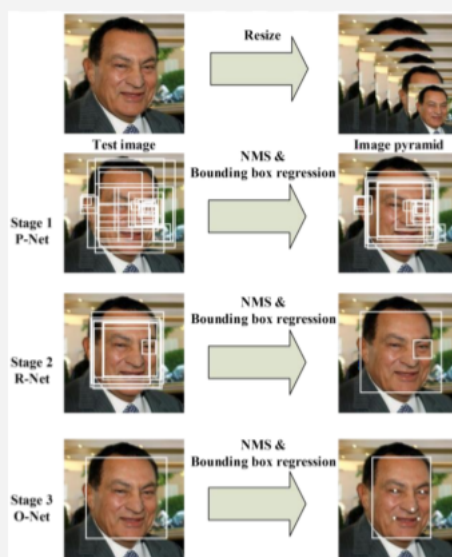 Resize
Test image
Image pyramid
NMS &
Bounding box regression
Stage 1
P-Net
NMS &
Bounding box regression
Stage 2
R-Net
NMS &
Bounding box regression
Stage 3
O-Net